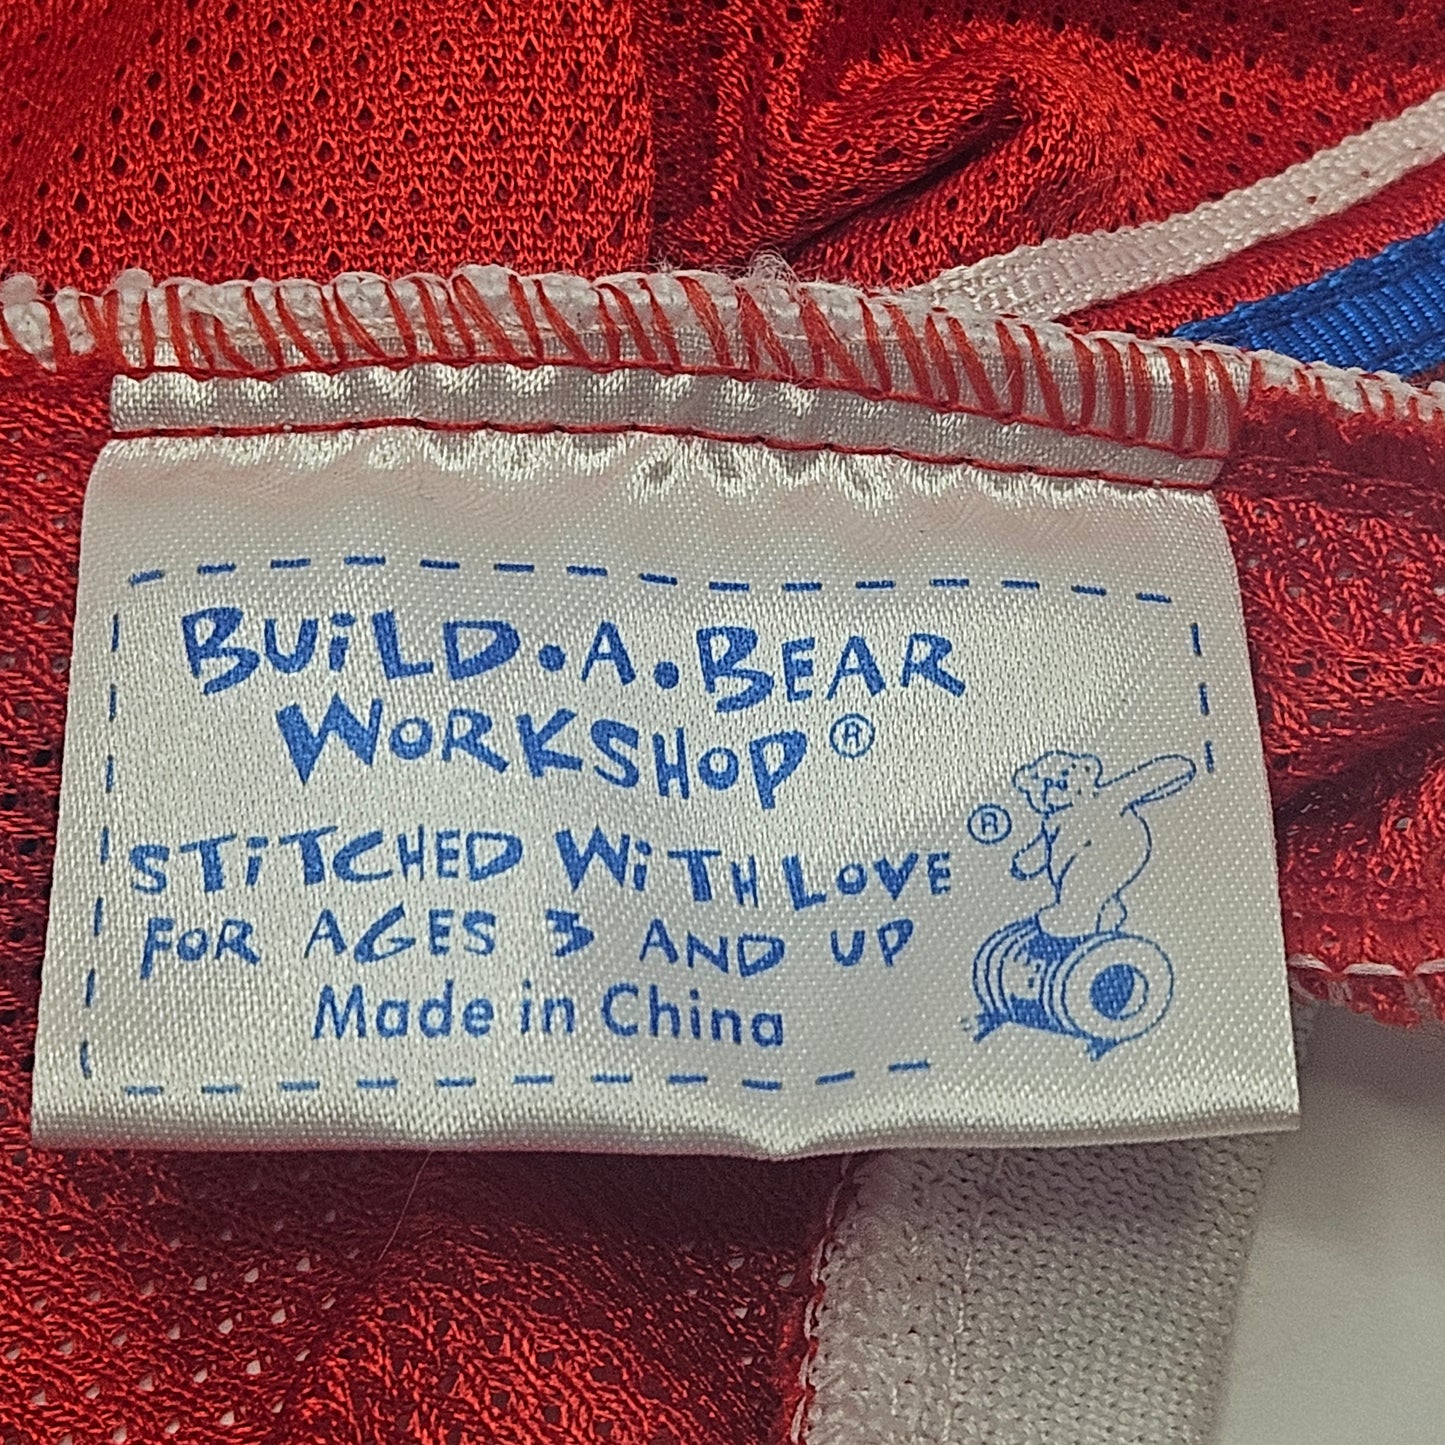 BUiLD•A•BEAR
WORKSHOP®
STiTCHED WiTH LOVE ®
FOR AGES 3 AND UP
Made in China